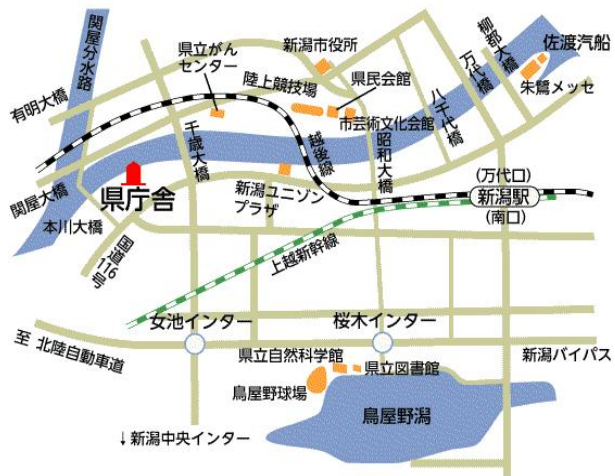 関屋分水路
有明大橋
県立がん
センター
新潟市役所
陸上競技場
県民会館
市芸術文化会館
千歳大橋
越後線
昭和大橋
八千代橋
万代橋
柳都大橋
佐渡汽船
朱鷺メッセ
関屋大橋
本川大橋
県庁舎
国道116号
新潟ユニゾン
プラザ
(万代口)
新潟駅
(南口)
上越新幹線
至 北陸自動車道
女池インター
桜木インター
新潟バイパス
県立自然科学館
県立図書館
鳥屋野球場
鳥屋野潟
↓新潟中央インター